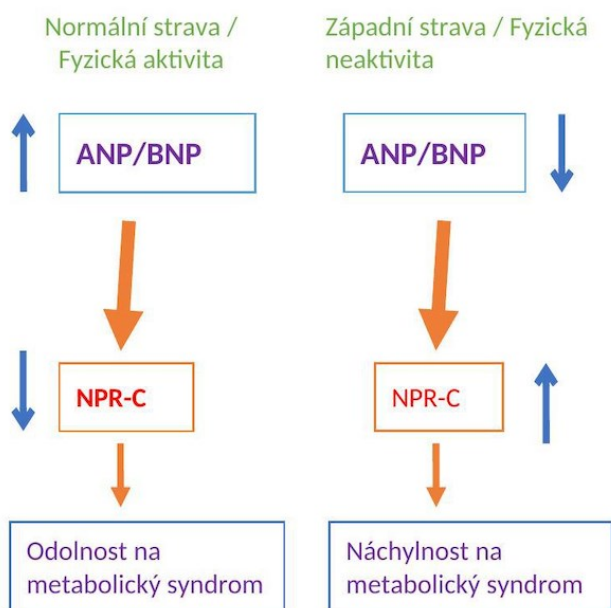 Normální strava /
Fyzická aktivita
ANP/BNP
NPR-C
Odolnost na
metabolický syndrom
Západní strava / Fyzická
neaktivita
ANP/BNP
NPR-C
Náchylnost na
metabolický syndrom